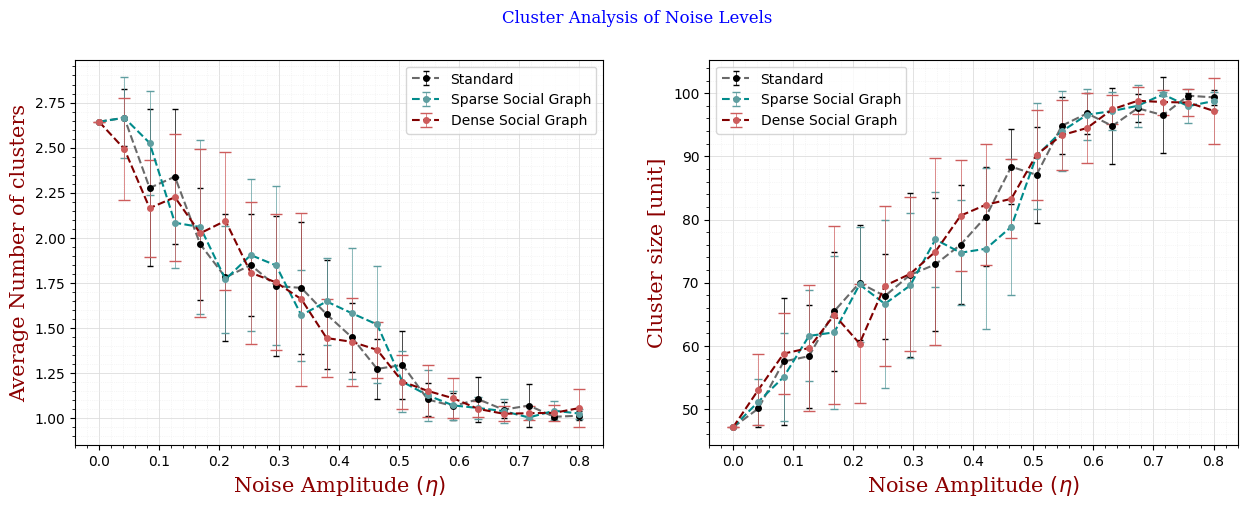 Cluster Analysis of Noise Levels
Average Number of clusters
2.75
2.50
2.25
2.00
1.75
1.50
1.25
1.00
Standard
Sparse Social Graph
Dense Social Graph
0.0 0.1 0.2 0.3 0.4 0.5 0.6 0.7 0.8
Noise Amplitude (η)
Cluster size [unit]
100
90
80
70
60
50
Standard
Sparse Social Graph
Dense Social Graph
0.0 0.1 0.2 0.3 0.4 0.5 0.6 0.7 0.8
Noise Amplitude (η)